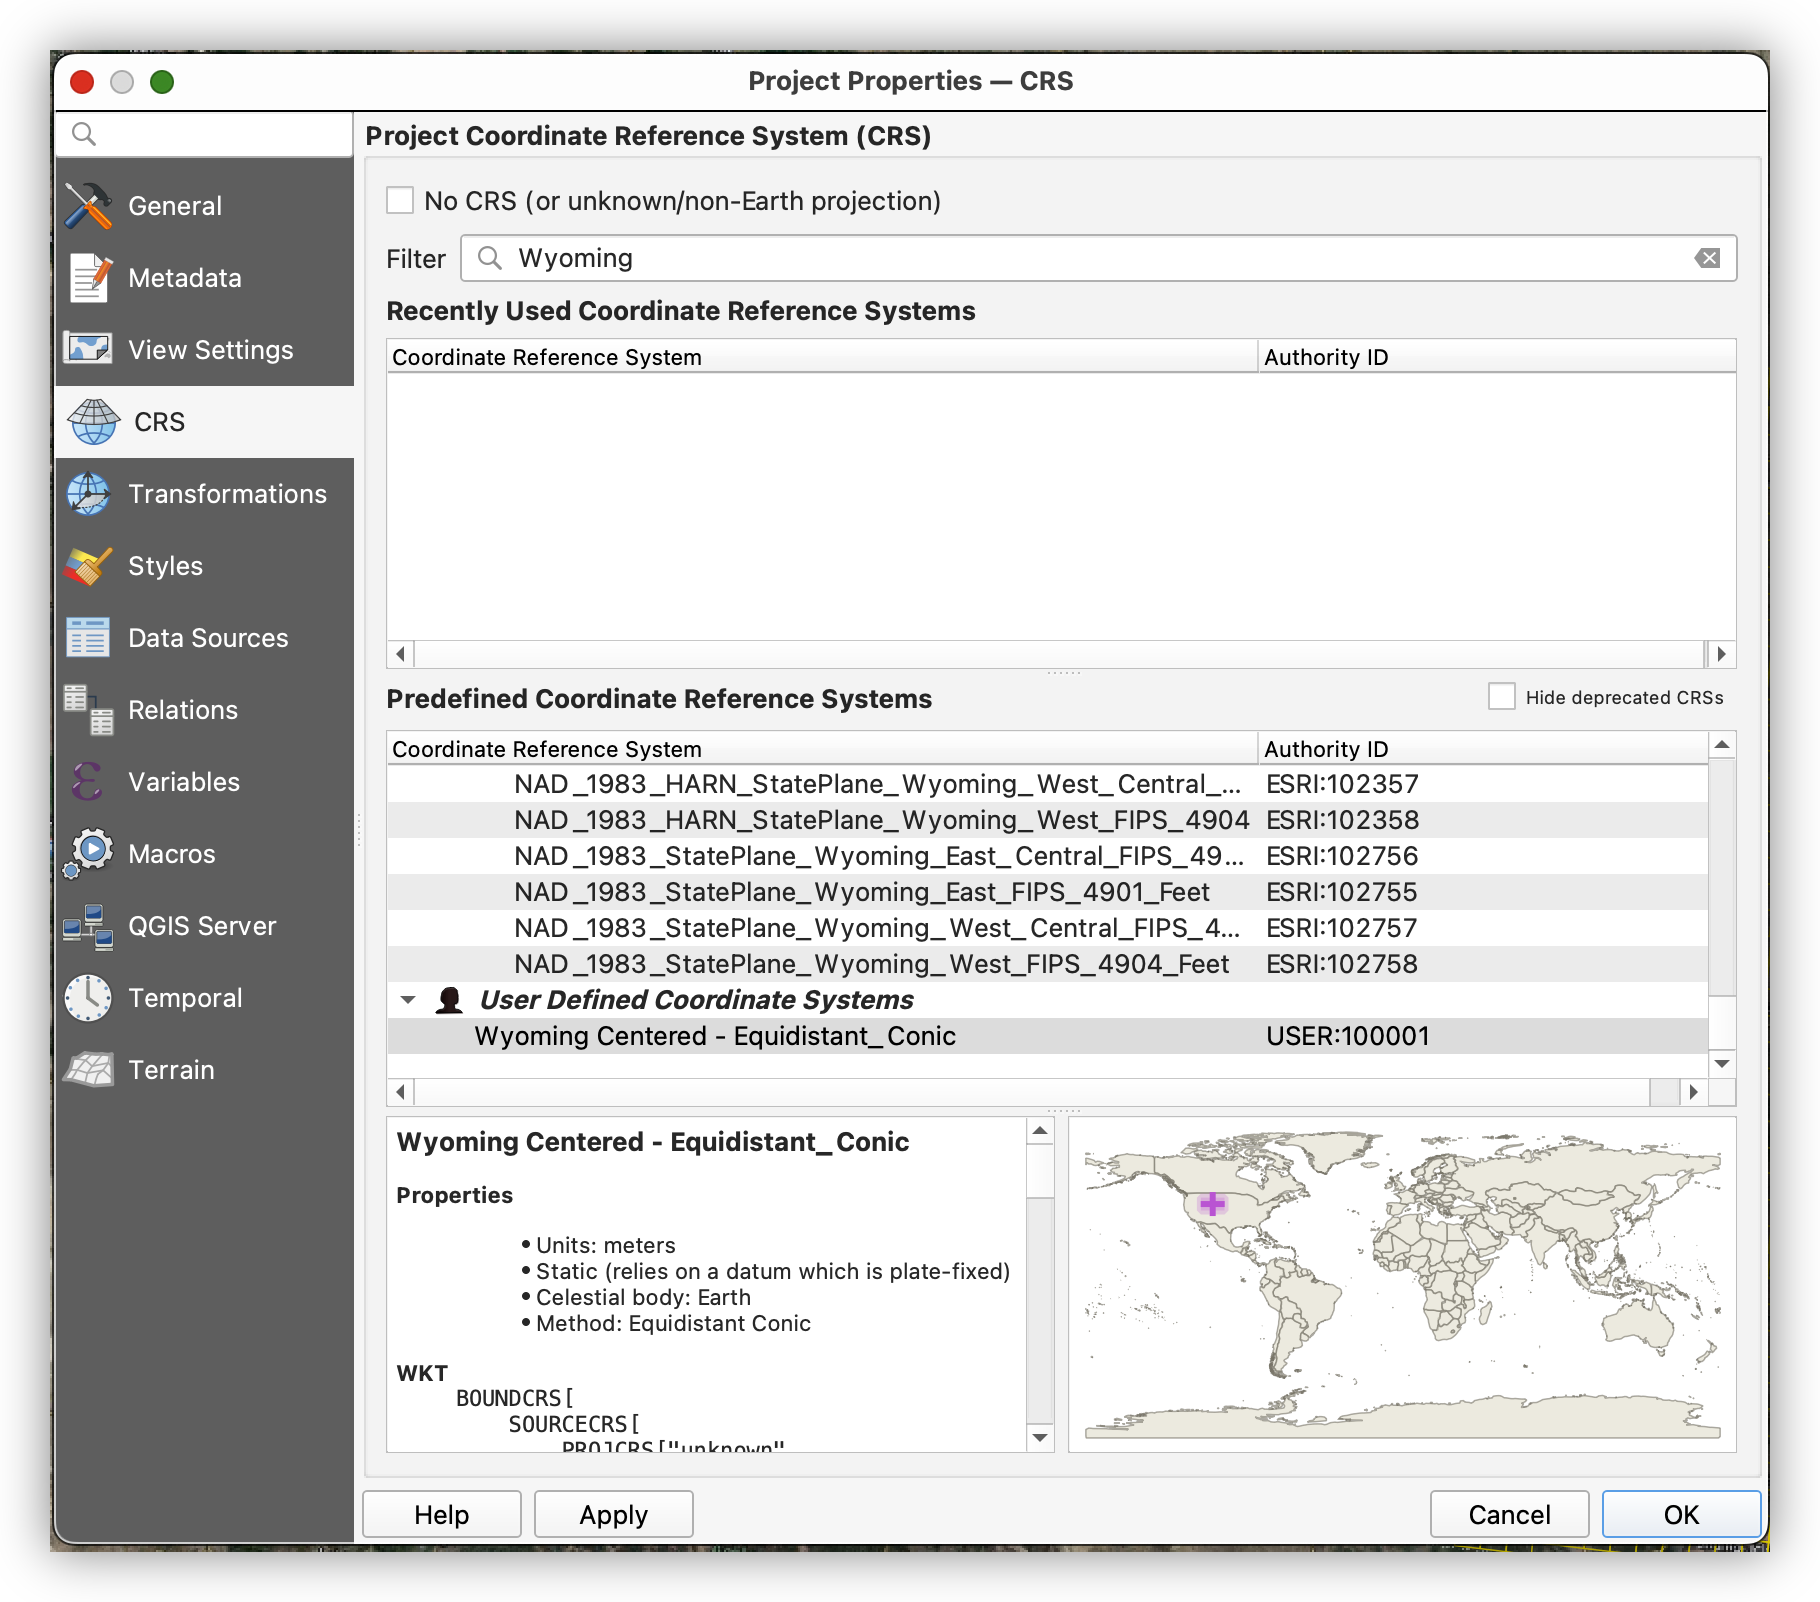 Project Properties — CRS
General
Metadata
View Settings
CRS
Transformations
Styles
Data Sources
Relations
Variables
Macros
QGIS Server
Temporal
Terrain
Project Coordinate Reference System (CRS)
No CRS (or unknown/non-Earth projection)
Filter Wyoming
Recently Used Coordinate Reference Systems
Coordinate Reference System Authority ID
Predefined Coordinate Reference Systems Hide deprecated CRSs
Coordinate Reference System Authority ID
NAD_1983_HARN_StatePlane_Wyoming_West_Central_... ESRI:102357
NAD_1983_HARN_StatePlane_Wyoming_West_FIPS_4904 ESRI:102358
NAD_1983_StatePlane_Wyoming_East_Central_FIPS_49... ESRI:102756
NAD_1983_StatePlane_Wyoming_East_FIPS_4901_Feet ESRI:102755
NAD_1983_StatePlane_Wyoming_West_Central_FIPS_4... ESRI:102757
NAD_1983_StatePlane_Wyoming_West_FIPS_4904_Feet ESRI:102758
User Defined Coordinate Systems
Wyoming Centered - Equidistant_Conic USER:100001
Wyoming Centered - Equidistant_Conic
Properties
• Units: meters
• Static (relies on a datum which is plate-fixed)
• Celestial body: Earth
• Method: Equidistant Conic
WKT
BOUNDCRS[
SOURCECRS[
PROJCRS["unknown"
Help Apply Cancel OK